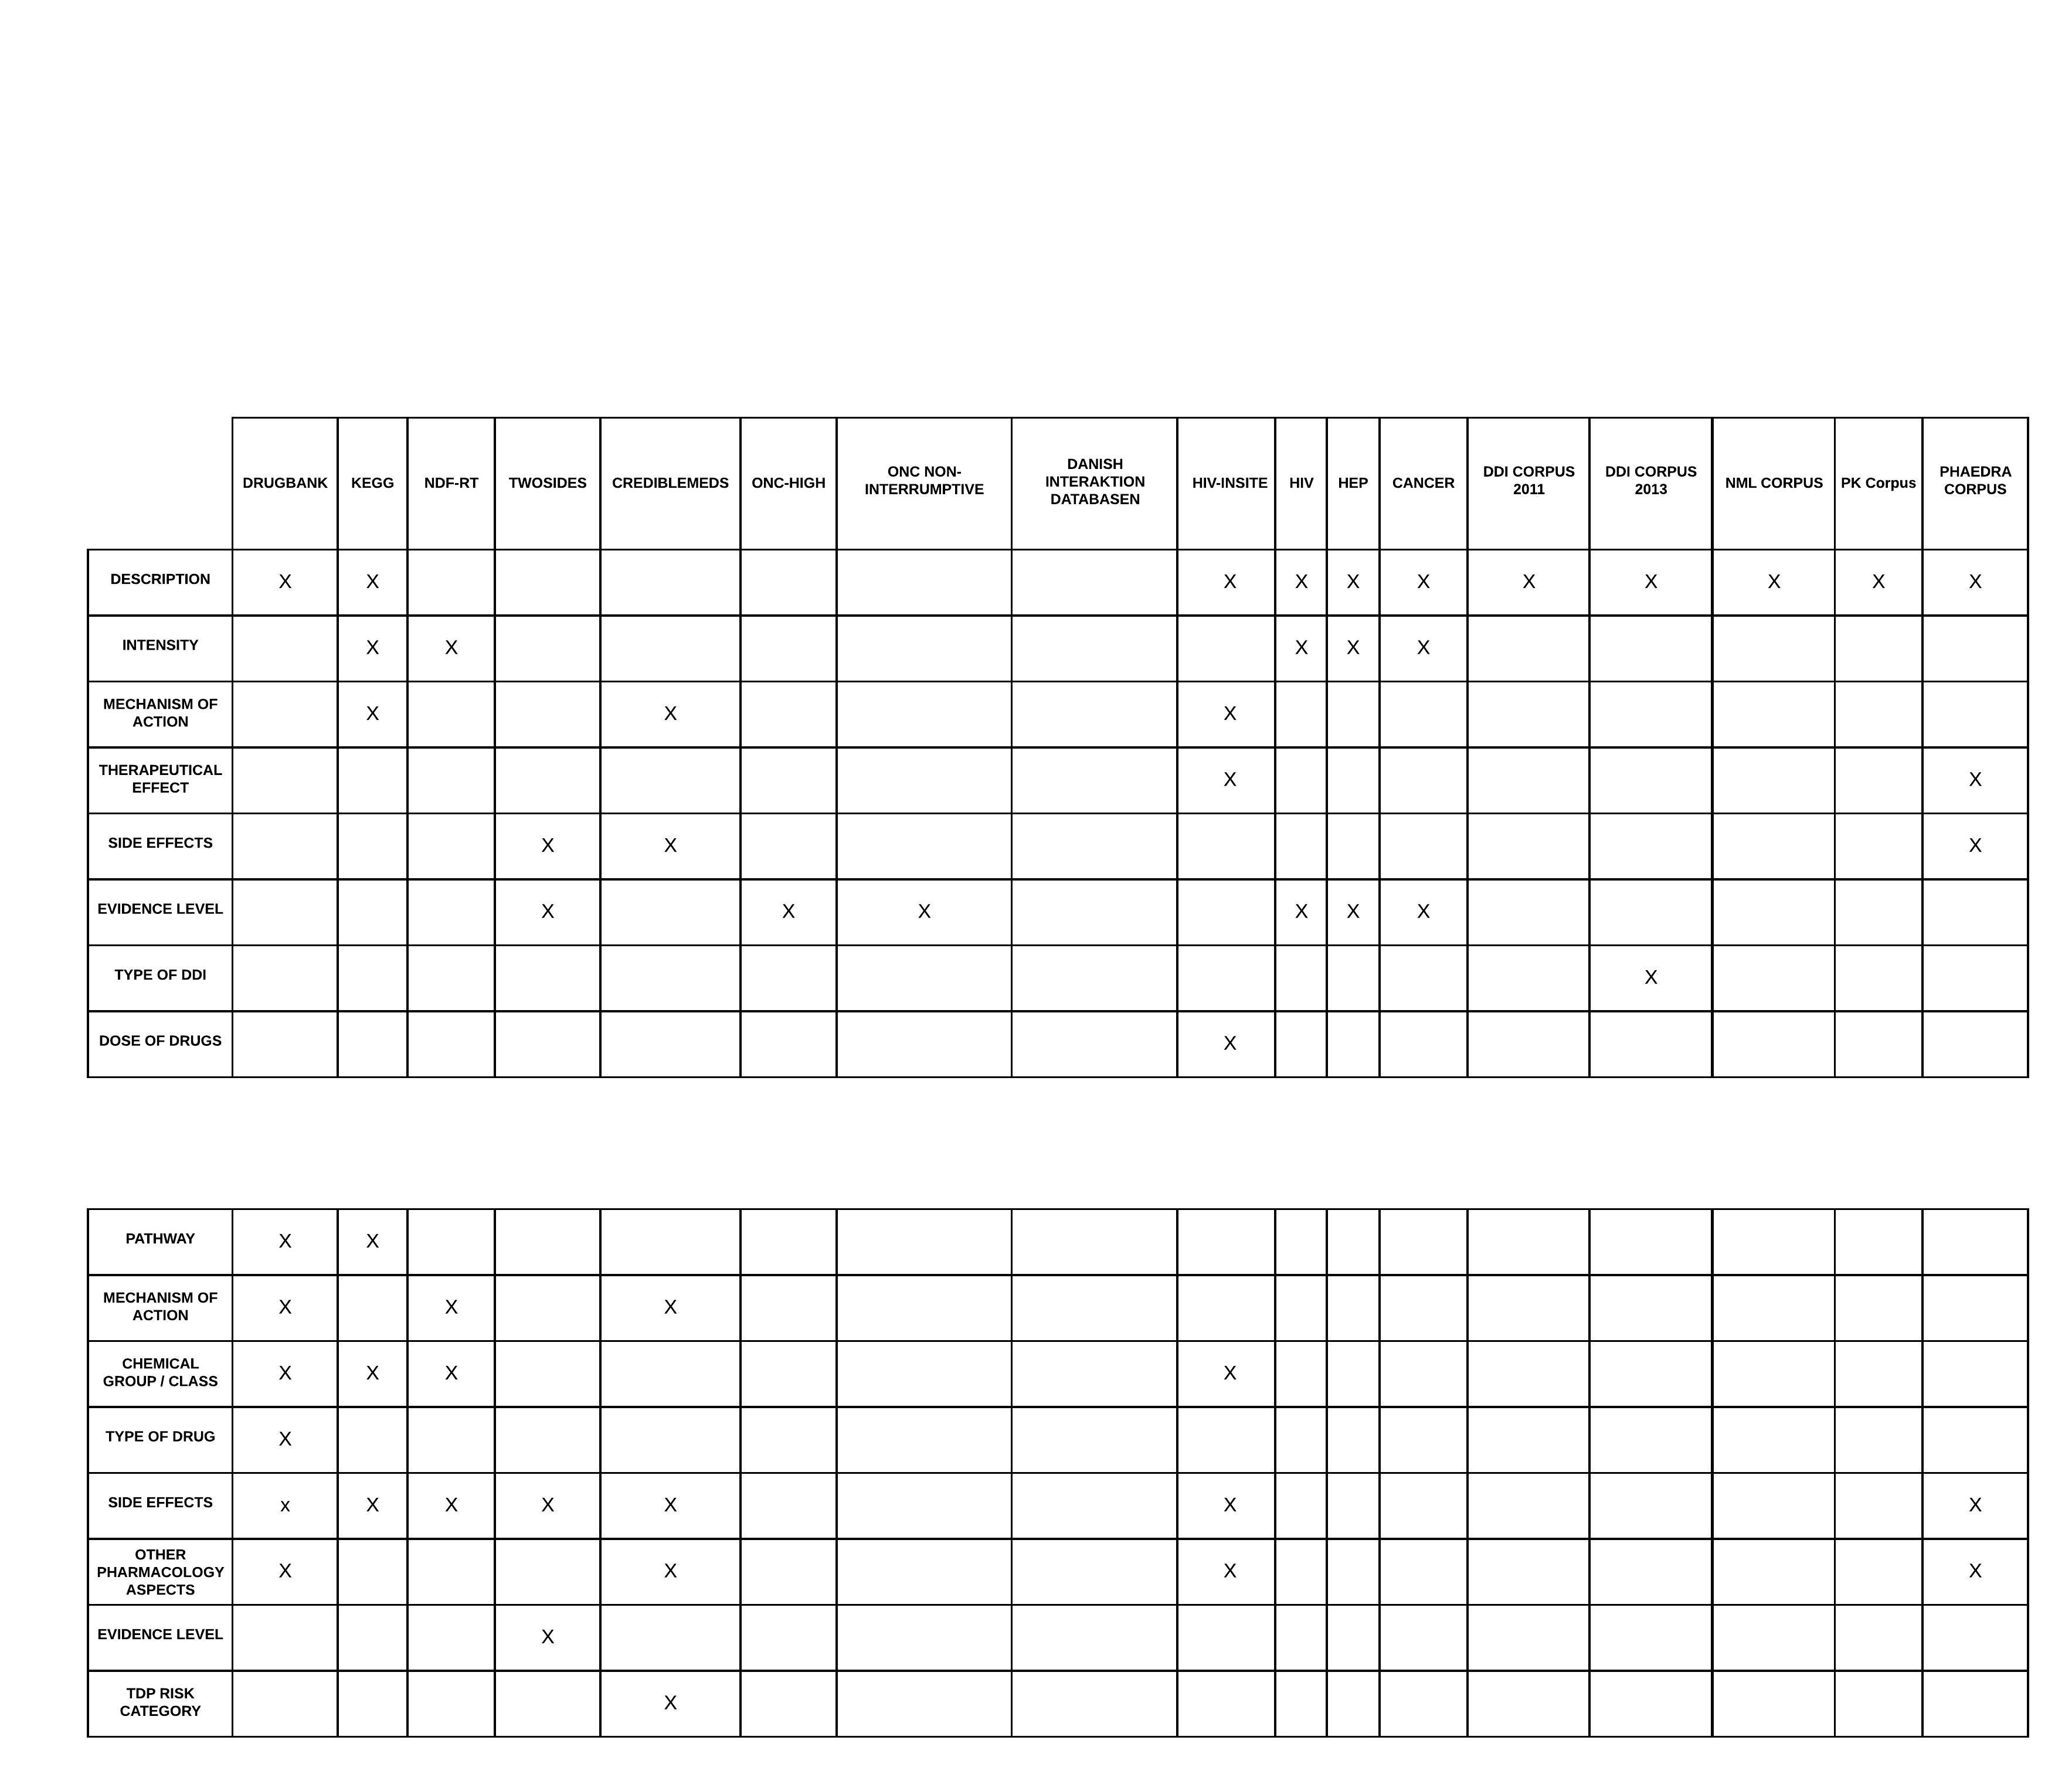 DRUGBANK KEGG NDF-RT TWOSIDES CREDIBLEMEDS ONC-HIGH ONC NON-
INTERRUMPTIVE DANISH
INTERAKTION
DATABASEN HIV-INSITE HIV HEP CANCER DDI CORPUS
2011 DDI CORPUS
2013 NML CORPUS PK Corpus PHAEDRA
CORPUS
DESCRIPTION X X X X X X X X X X X
INTENSITY X X X X X
MECHANISM OF
ACTION X X X
THERAPEUTICAL
EFFECT X X
SIDE EFFECTS X X X
EVIDENCE LEVEL X X X X X X
TYPE OF DDI X
DOSE OF DRUGS X
PATHWAY X X
MECHANISM OF
ACTION X X X
CHEMICAL
GROUP / CLASS X X X X
TYPE OF DRUG X
SIDE EFFECTS x X X X X X X
OTHER
PHARMACOLOGY
ASPECTS X X X X
EVIDENCE LEVEL X
TDP RISK
CATEGORY X